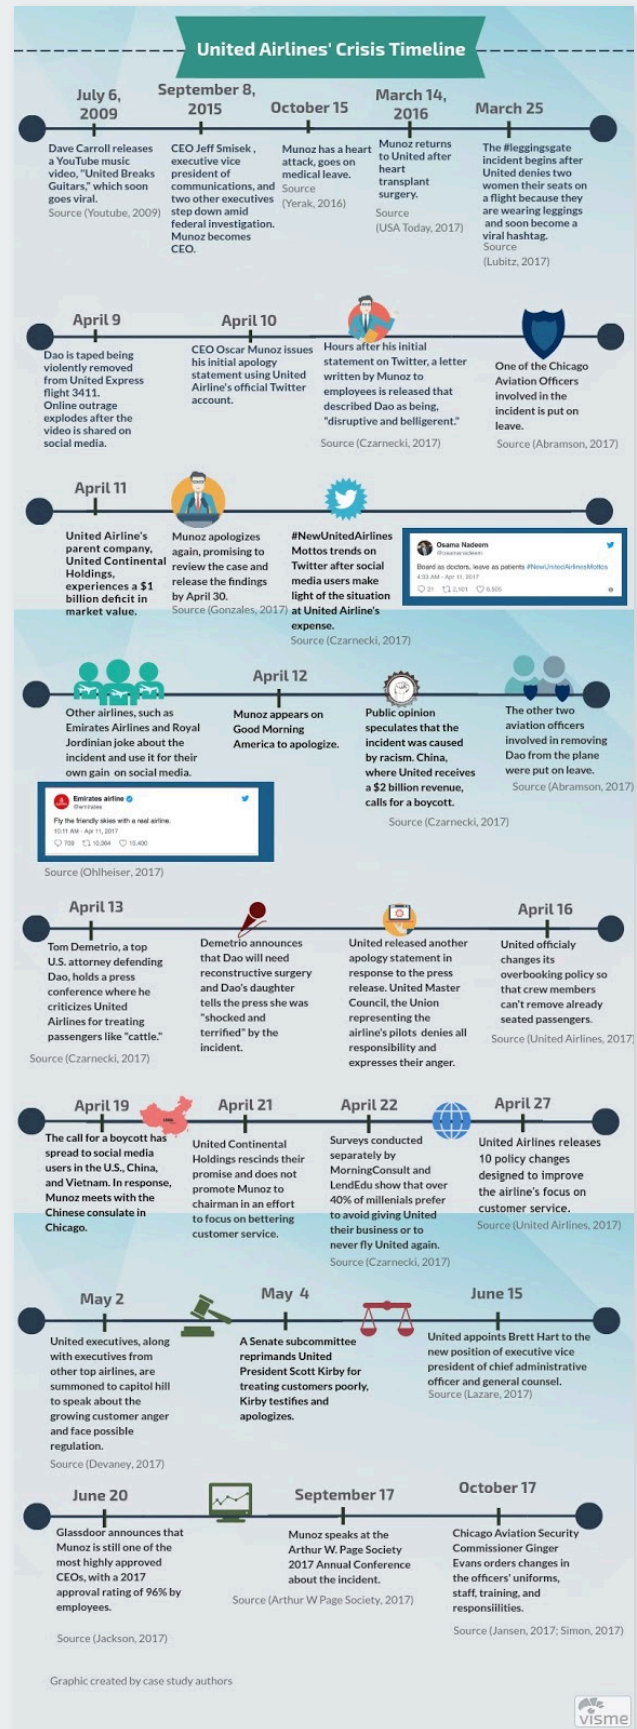 United Airlines' Crisis Timeline
July 6,
2009
Dave Carroll releases
a YouTube music
video, "United Breaks
Guitars," which soon
goes viral.
Source (Youtube, 2009)
September 8,
2015
CEO Jeff Smisek ,
executive vice
president of
communications, and
two other executives
step down amid
federal investigation.
Munoz becomes
CEO.
October 15
Munoz has a heart
attack, goes on
medical leave.
Source
(Yerak, 2016)
March 14,
2016
Munoz returns
to United after
heart
transplant
surgery.
Source
(USA Today, 2017)
March 25
The #leggingsgate
incident begins after
United denies two
women their seats on
a flight because they
are wearing leggings
and soon become a
viral hashtag.
Source
(Lubitz, 2017)
April 9
Dao is taped being
violently removed
from United Express
flight 3411.
Online outrage
explodes after the
video is shared on
social media.
April 10
CEO Oscar Munoz issues
his initial apology
statement using United
Airline's official Twitter
account.
Hours after his initial
statement on Twitter, a letter
written by Munoz to
employees is released that
described Dao as being,
"disruptive and belligerent."
Source (Czarnecki, 2017)
One of the Chicago
Aviation Officers
involved in the
incident is put on
leave.
Source (Abramson, 2017)
April 11
United Airline's
parent company,
United Continental
Holdings,
experiences a $1
billion deficit in
market value.
Munoz apologizes
again, promising to
review the case and
release the findings
by April 30.
Source (Gonzales, 2017)
#NewUnitedAirlines
Mottos trends on
Twitter after social
media users make
light of the situation
at United Airline's
expense.
Source (Czarnecki, 2017)
Osama Nadeem
Board as doctors, leave as patients #NewUnitedAirlinesMottos
4:03 AM - Apr 11, 2017
21 2,101 5,505
Other airlines, such as
Emirates Airlines and Royal
Jordinian joke about the
incident and use it for their
own gain on social media.
Emirates airline
@emirates
Fly the friendly skies with a real airline.
10:11 AM - Apr 11, 2017
709 10,364 15,400
Source (Ohlheiser, 2017)
April 12
Munoz appears on
Good Morning
America to apologize.
Public opinion
speculates that the
incident was caused
by racism. China,
where United receives
a $2 billion revenue,
calls for a boycott.
Source (Czarnecki, 2017)
The other two
aviation officers
involved in removing
Dao from the plane
were put on leave.
Source (Abramson, 2017)
April 13
Tom Demetrio, a top
U.S. attorney defending
Dao, holds a press
conference where he
criticizes United
Airlines for treating
passengers like "cattle."
Source (Czarnecki, 2017)
Demetrio announces
that Dao will need
reconstructive surgery
and Dao's daughter
tells the press she was
"shocked and
terrified" by the
incident.
United released another
apology statement in
response to the press
release. United Master
Council, the Union
representing the
airline's pilots denies all
responsibility and
expresses their anger.
April 16
United officialy
changes its
overbooking policy so
that crew members
can't remove already
seated passengers.
Source (United Airlines, 2017)
April 19
The call for a boycott has
spread to social media
users in the U.S., China,
and Vietnam. In response,
Munoz meets with the
Chinese consulate in
Chicago.
April 21
United Continental
Holdings rescinds their
promise and does not
promote Munoz to
chairman in an effort
to focus on bettering
customer service.
April 22
Surveys conducted
separately by
MorningConsult and
LendEdu show that over
40% of millenials prefer
to avoid giving United
their business or to
never fly United again.
Source (Czarnecki, 2017)
April 27
United Airlines releases
10 policy changes
designed to improve
the airline's focus on
customer service.
Source (United Airlines, 2017)
May 2
United executives, along
with executives from
other top airlines, are
summoned to capitol hill
to speak about the
growing customer anger
and face possible
regulation.
Source (Devaney, 2017)
May 4
A Senate subcommittee
reprimands United
President Scott Kirby for
treating customers poorly,
Kirby testifies and
apologizes.
June 15
United appoints Brett Hart to the
new position of executive vice
president of chief administrative
officer and general counsel.
Source (Lazare, 2017)
June 20
Glassdoor announces that
Munoz is still one of the
most highly approved
CEOs, with a 2017
approval rating of 96% by
employees.
Source (Jackson, 2017)
September 17
Munoz speaks at the
Arthur W. Page Society
2017 Annual Conference
about the incident.
Source (Arthur W Page Society, 2017)
October 17
Chicago Aviation Security
Commissioner Ginger
Evans orders changes in
the officers' uniforms,
staff, training, and
responsiilities.
Source (Jansen, 2017; Simon, 2017)
Graphic created by case study authors
visme